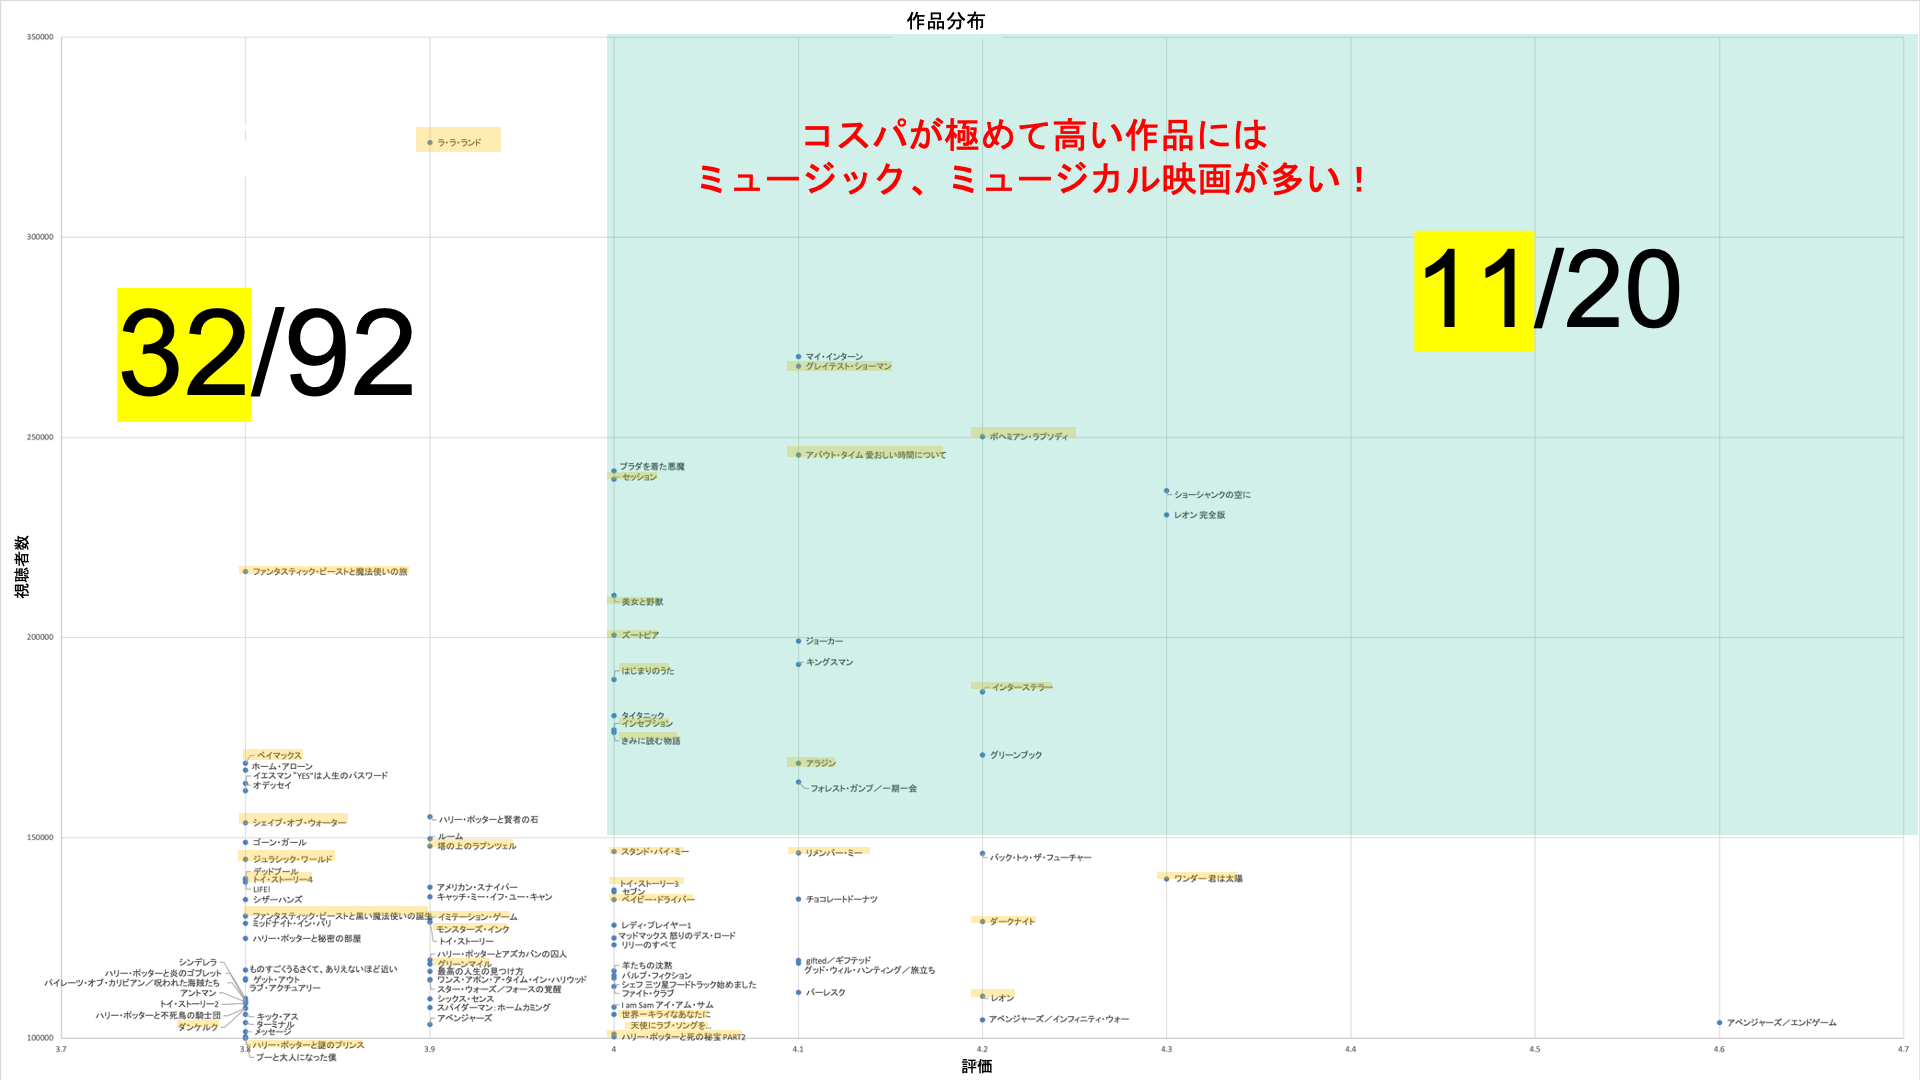 作品分布
350000
ラ・ラ・ランド
コスパが極めて高い作品には
ミュージック、ミュージカル映画が多い！
300000
32/92
11/20
マイ・インターン
グレイテスト・ショーマン
250000
ボヘミアン・ラプソディ
アバウト・タイム 愛おしい時間について
プラダを着た悪魔
セッション
ショーシャンクの空に
レオン 完全版
視聴者数
ファンタスティック・ビーストと魔法使いの旅
美女と野獣
200000
ズートピア
ジョーカー
キングスマン
はじまりのうた
インターステラー
タイタニック
インセプション
きみに読む物語
グリーンブック
アラジン
フォレスト・ガンプ／一期一会
ベイマックス
ホーム・アローン
イエスマン "YES"は人生のパスワード
オデッセイ
シェイプ・オブ・ウォーター
ハリー・ポッターと賢者の石
150000
ルーム
ゴーン・ガール
塔の上のラプンツェル
スタンド・バイ・ミー
リメンバー・ミー
バック・トゥ・ザ・フューチャー
ジュラシック・ワールド
デッドプール
トイ・ストーリー4
LIFE!
シザーハンズ
アメリカン・スナイパー
キャッチ・ミー・イフ・ユー・キャン
トイ・ストーリー3
セブン
ベイビー・ドライバー
チョコレートドーナツ
ワンダー 君は太陽
ファンタスティック・ビーストと黒い魔法使いの誕生
ミッドナイト・イン・パリ
ハリー・ポッターと秘密の部屋
イミテーション・ゲーム
モンスターズ・インク
トイ・ストーリー
レディ・プレイヤー1
マッドマックス 怒りのデス・ロード
リリーのすべて
ダークナイト
シンデレラ
ハリー・ポッターと炎のゴブレット
パイレーツ・オブ・カリビアン／呪われた海賊たち
アントマン
トイ・ストーリー2
ハリー・ポッターと不死鳥の騎士団
ダンケルク
ものすごくうるさくて、ありえないほど近い
ゲット・アウト
ラブ・アクチュアリー
キック・アス
ターミナル
メッセージ
ハリー・ポッターと謎のプリンス
プーと大人になった僕
ハリー・ポッターとアズカバンの囚人
グリーンマイル
最高の人生の見つけ方
ワンス・アポン・ア・タイム・イン・ハリウッド
スター・ウォーズ／フォースの覚醒
シックス・センス
スパイダーマン：ホームカミング
アベンジャーズ
羊たちの沈黙
パルプ・フィクション
シェフ 三ツ星フードトラック始めました
ファイト・クラブ
I am Sam アイ・アム・サム
世界一キライなあなたに
天使にラブ・ソングを…
ハリー・ポッターと死の秘宝 PART2
gifted／ギフテッド
グッド・ウィル・ハンティング／旅立ち
バーレスク
レオン
アベンジャーズ／インフィニティ・ウォー
アベンジャーズ／エンドゲーム
100000
3.7
3.8
3.9
4
4.1
4.2
4.3
4.4
4.5
4.6
4.7
評価